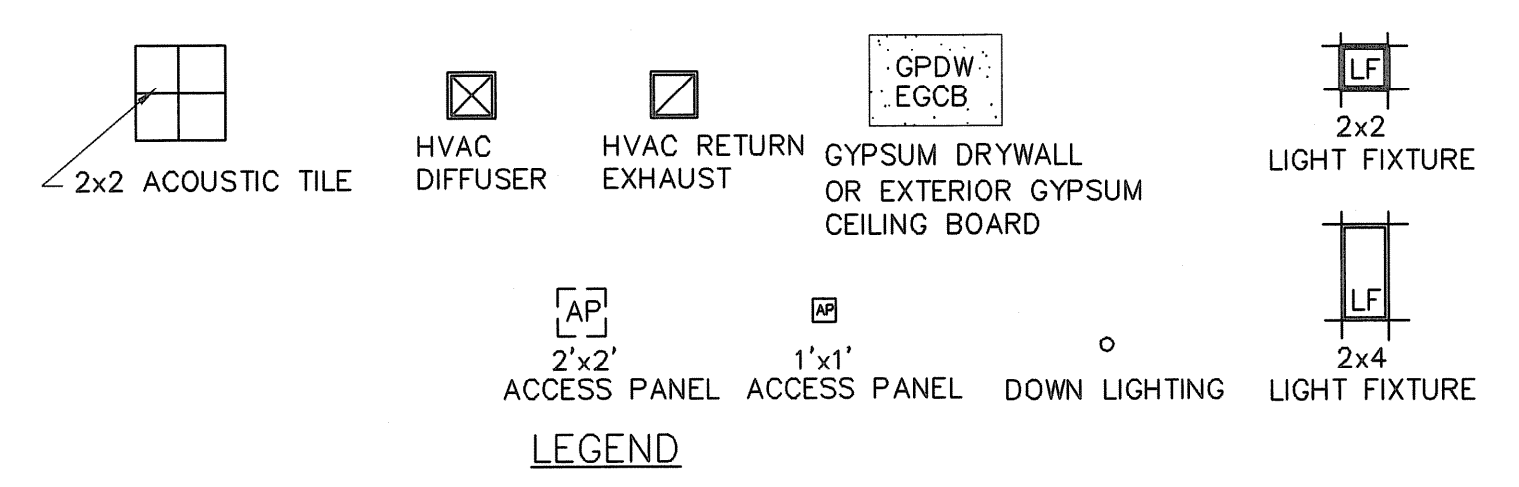 2x2 ACOUSTIC TILE
HVAC
DIFFUSER
HVAC RETURN
EXHAUST
GPDW
EGCB
GYPSUM DRYWALL
OR EXTERIOR GYPSUM
CEILING BOARD
LF
2x2
LIGHT FIXTURE
AP
2'x2'
ACCESS PANEL
AP
1'x1'
ACCESS PANEL
DOWN LIGHTING
LF
2x4
LIGHT FIXTURE
LEGEND